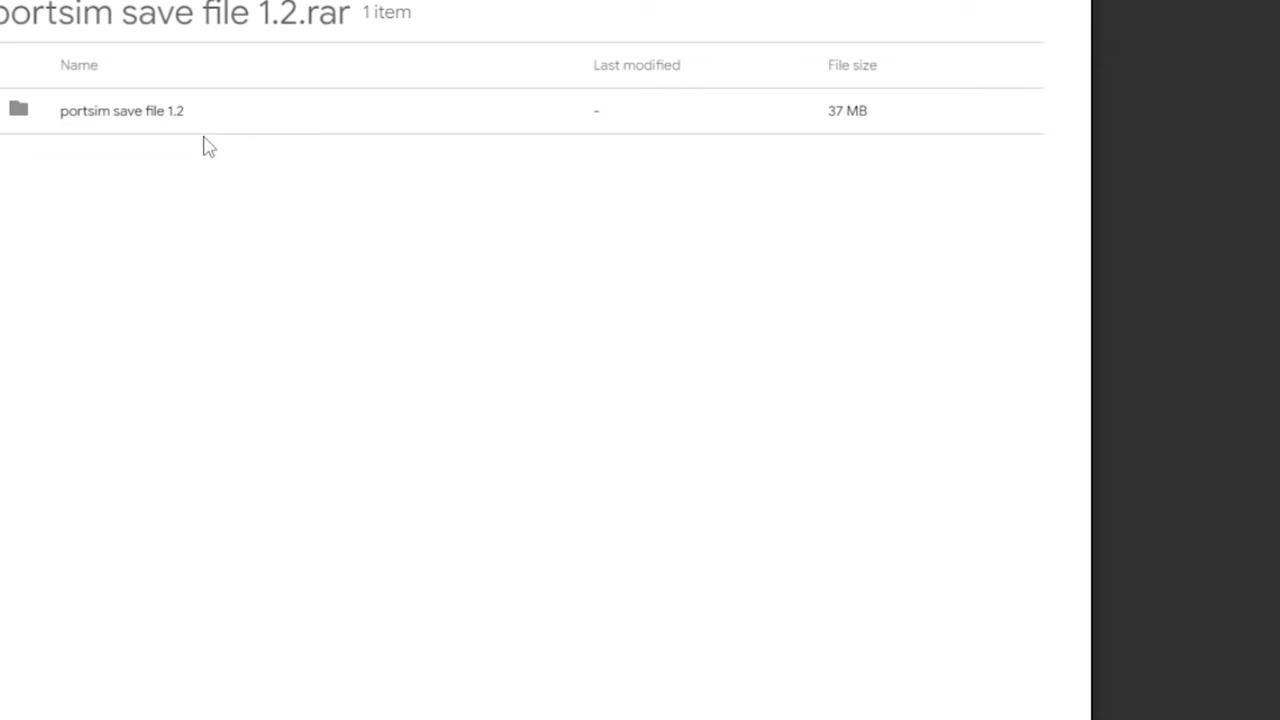 portsim save file 1.2.rar 1 item
Name Last modified File size
portsim save file 1.2 - 37 MB